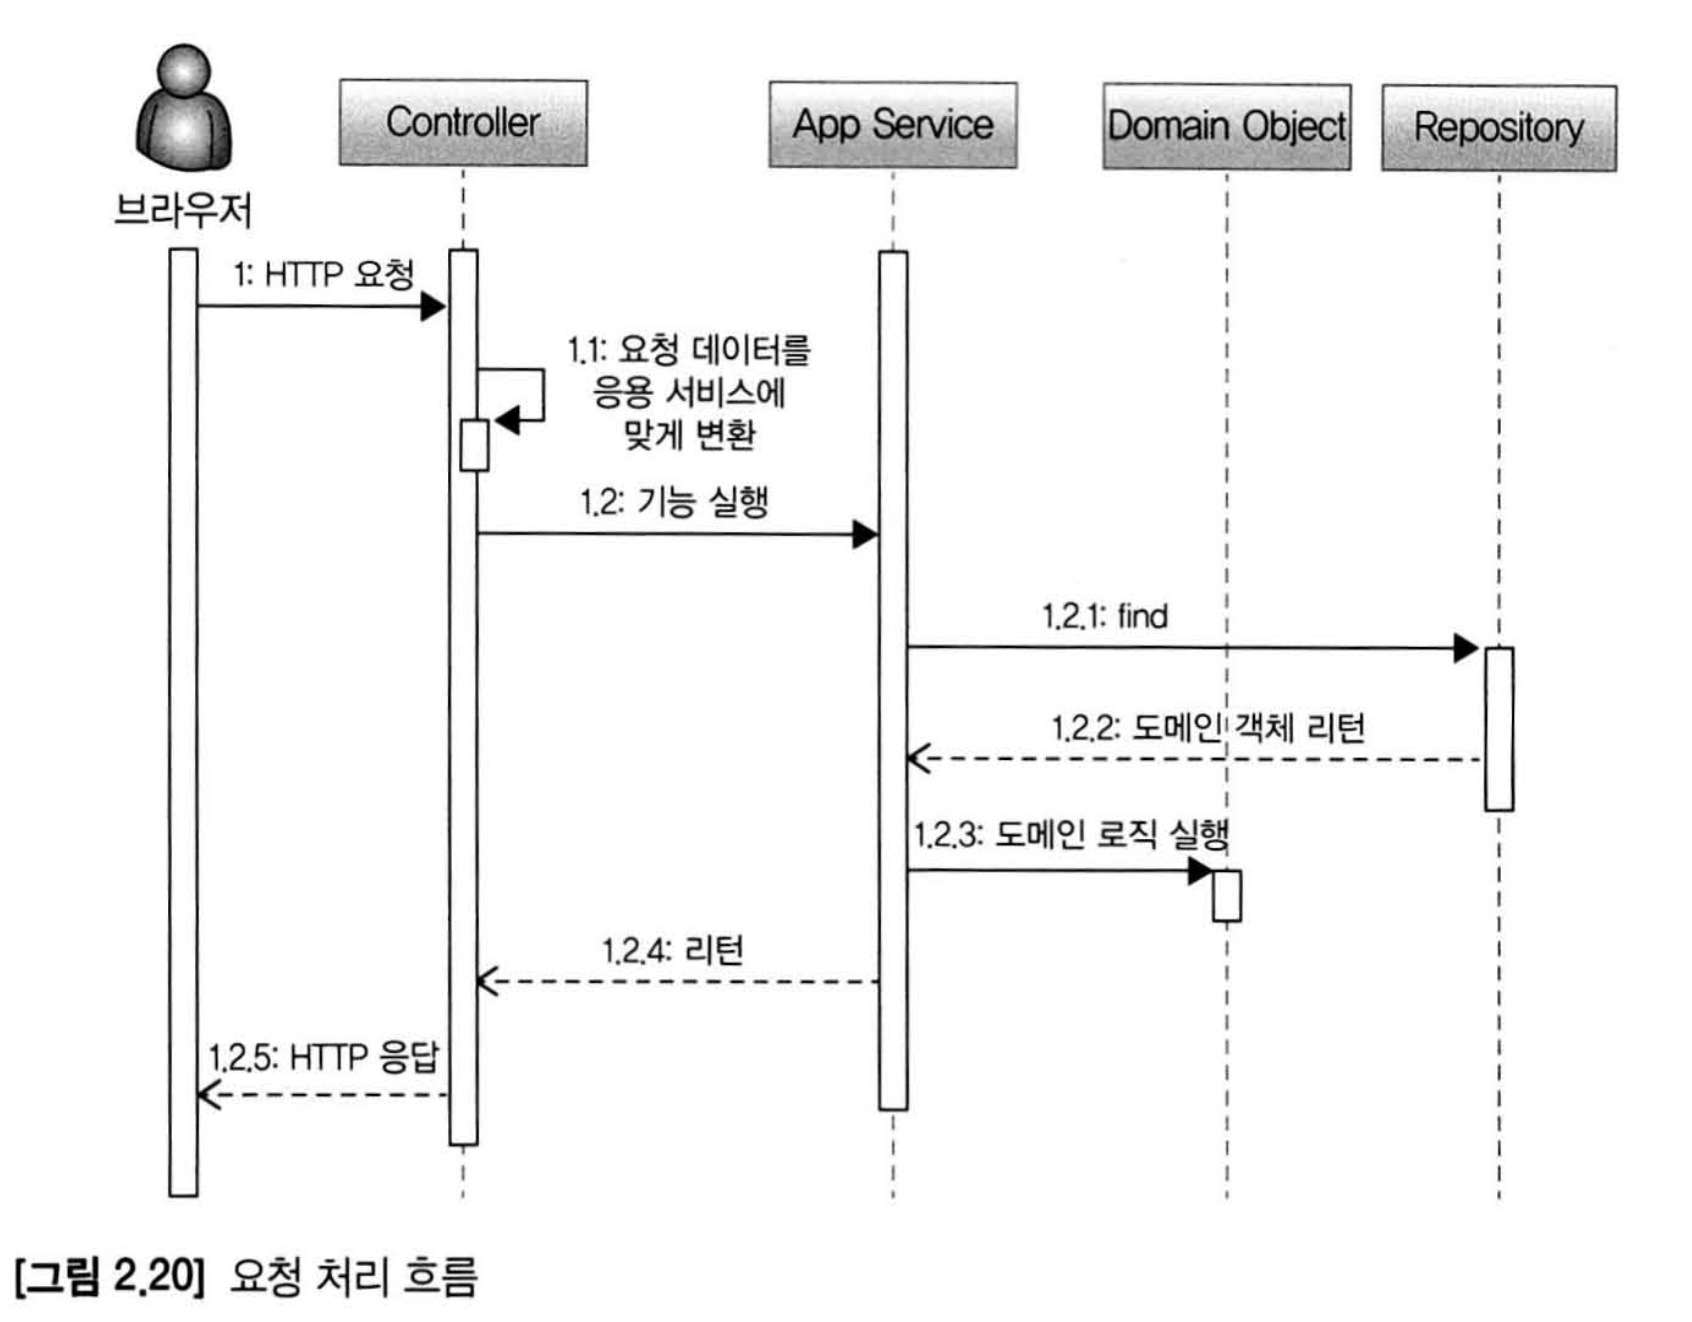 Controller
App Service
Domain Object
Repository
브라우저
1: HTTP 요청
1.1: 요청 데이터를
응용 서비스에
맞게 변환
1.2: 기능 실행
1.2.1: find
1.2.2: 도메인 객체 리턴
1.2.3: 도메인 로직 실행
1.2.4: 리턴
1.2.5: HTTP 응답
[그림 2.20] 요청 처리 흐름